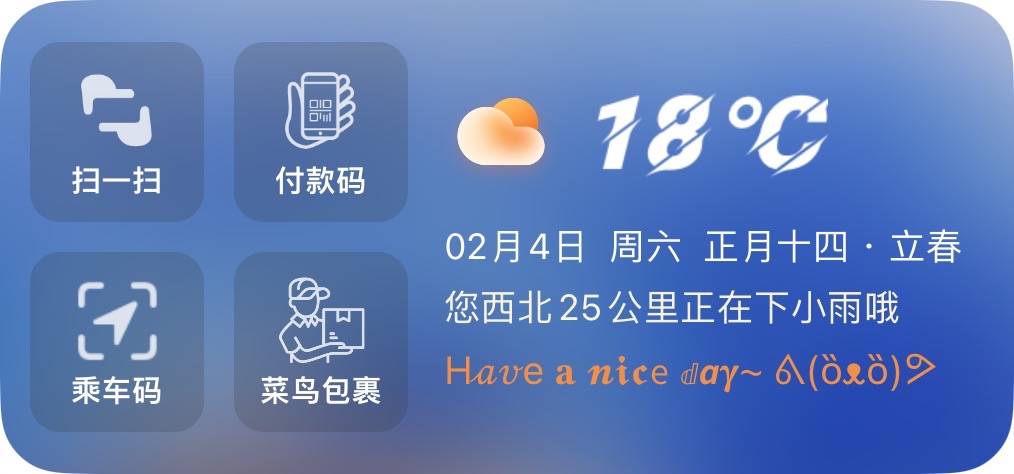 扫一扫
付款码
乘车码
菜鸟包裹
18℃
02月4日 周六 正月十四 · 立春
您西北25公里正在下小雨哦
H𝑎𝑣e 𝐚 𝒏𝐢𝐜e 𝕕𝒂𝜸~ ᕕ\(ȍᴥȍ)ᕗ